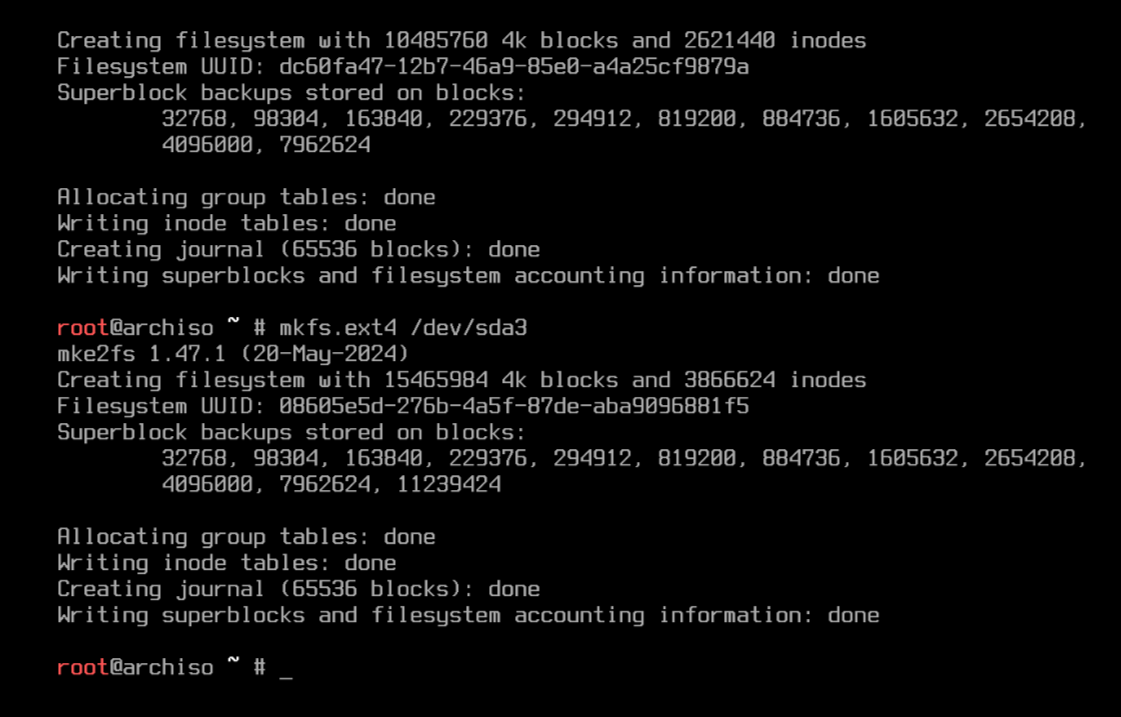 Creating filesystem with 10485760 4k blocks and 2621440 inodes
Filesystem UUID: dc60fa47-12b7-46a9-85e0-a4a25cf9879a
Superblock backups stored on blocks:
        32768, 98304, 163840, 229376, 294912, 819200, 884736, 1605632, 2654208,
        4096000, 7962624

Allocating group tables: done
Writing inode tables: done
Creating journal (65536 blocks): done
Writing superblocks and filesystem accounting information: done

root@archiso ~ # mkfs.ext4 /dev/sda3
mke2fs 1.47.1 (20-May-2024)
Creating filesystem with 15465984 4k blocks and 3866624 inodes
Filesystem UUID: 08605e5d-276b-4a5f-87de-aba9096881f5
Superblock backups stored on blocks:
        32768, 98304, 163840, 229376, 294912, 819200, 884736, 1605632, 2654208,
        4096000, 7962624, 11239424

Allocating group tables: done
Writing inode tables: done
Creating journal (65536 blocks): done
Writing superblocks and filesystem accounting information: done

root@archiso ~ # _